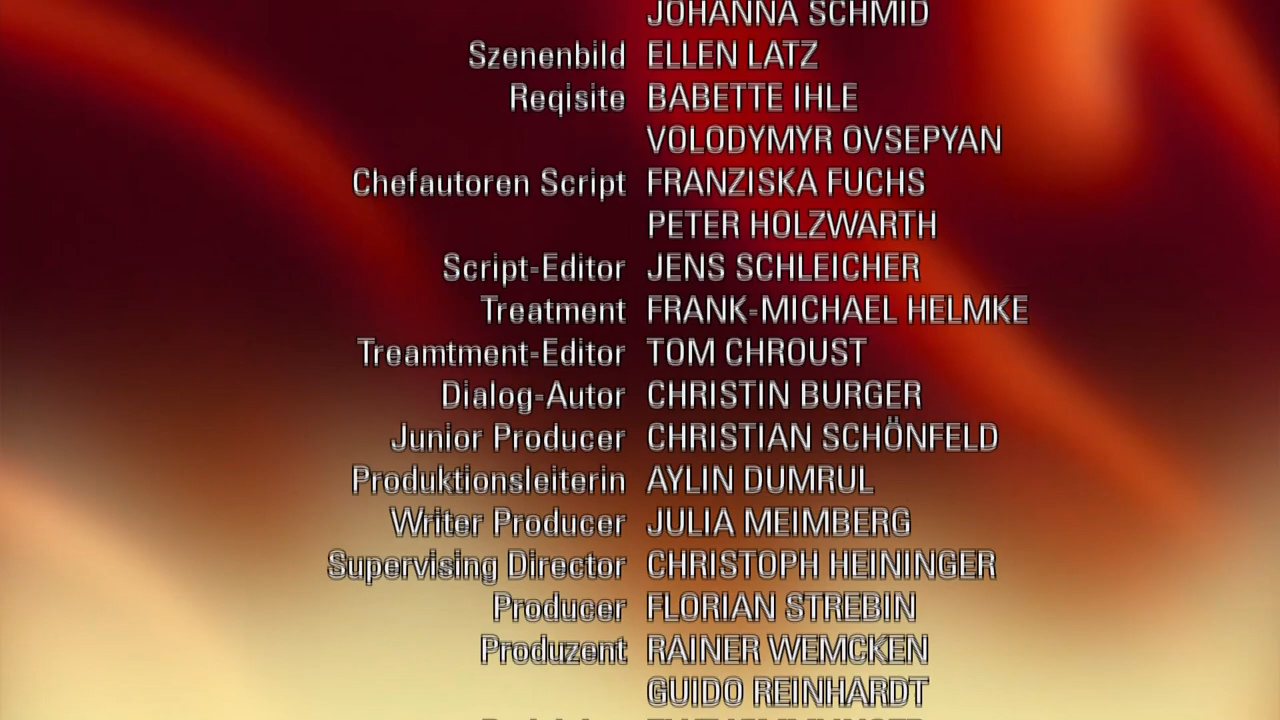 JOHANNA SCHMID
Szenenbild ELLEN LATZ
Reqisite BABETTE IHLE
VOLODYMYR OVSEPYAN
Chefautoren Script FRANZISKA FUCHS
PETER HOLZWARTH
Script-Editor JENS SCHLEICHER
Treatment FRANK-MICHAEL HELMKE
Treamtment-Editor TOM CHROUST
Dialog-Autor CHRISTIN BURGER
Junior Producer CHRISTIAN SCHÖNFELD
Produktionsleiterin AYLIN DUMRUL
Writer Producer JULIA MEIMBERG
Supervising Director CHRISTOPH HEININGER
Producer FLORIAN STREBIN
Produzent RAINER WEMCKEN
GUIDO REINHARDT